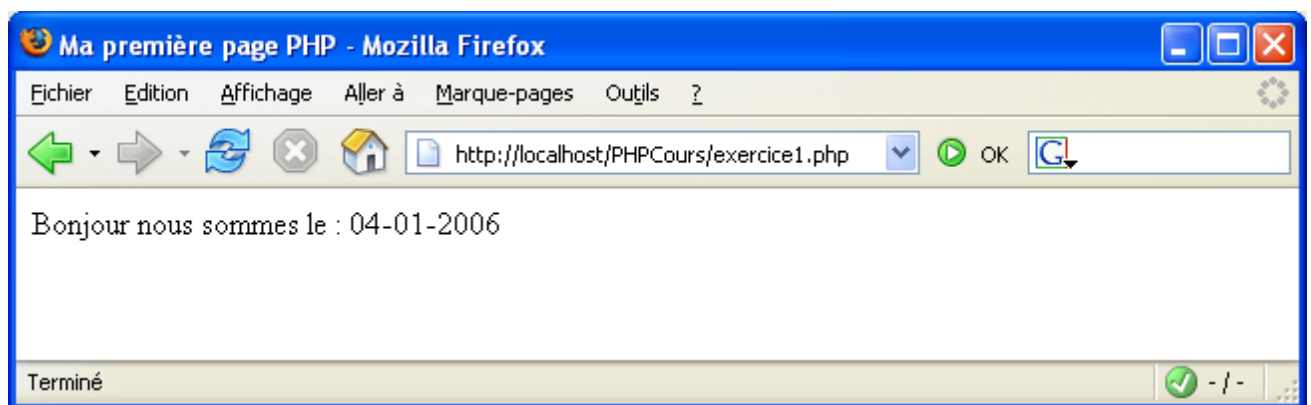 Ma première page PHP - Mozilla Firefox
Fichier Edition Affichage Aller à Marque-pages Outils ?
http://localhost/PHPCours/exercice1.php OK G
Bonjour nous sommes le : 04-01-2006
Terminé - / -